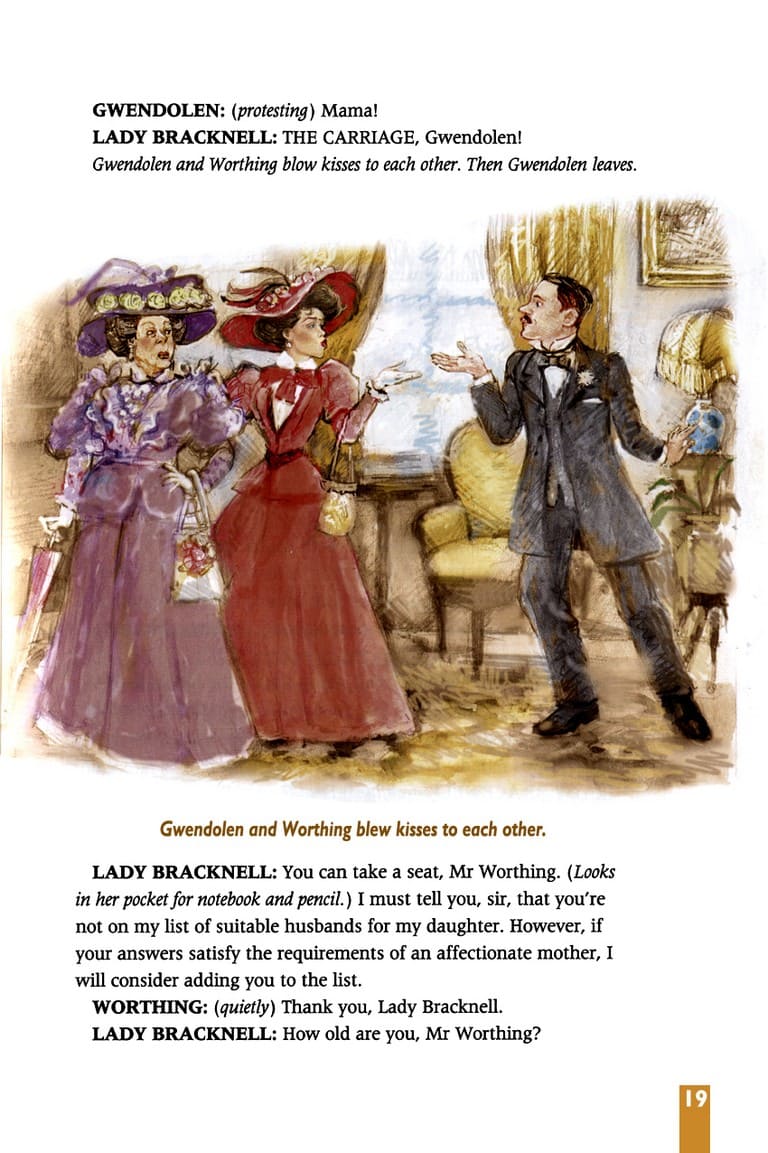 GWENDOLEN: (protesting) Mama!
LADY BRACKNELL: THE CARRIAGE, Gwendolen!
Gwendolen and Worthing blow kisses to each other. Then Gwendolen leaves.
Gwendolen and Worthing blew kisses to each other.
LADY BRACKNELL: You can take a seat, Mr Worthing. (Looks
in her pocket for notebook and pencil.) I must tell you, sir, that you're
not on my list of suitable husbands for my daughter. However, if
your answers satisfy the requirements of an affectionate mother, I
will consider adding you to the list.
WORTHING: (quietly) Thank you, Lady Bracknell.
LADY BRACKNELL: How old are you, Mr Worthing?
19